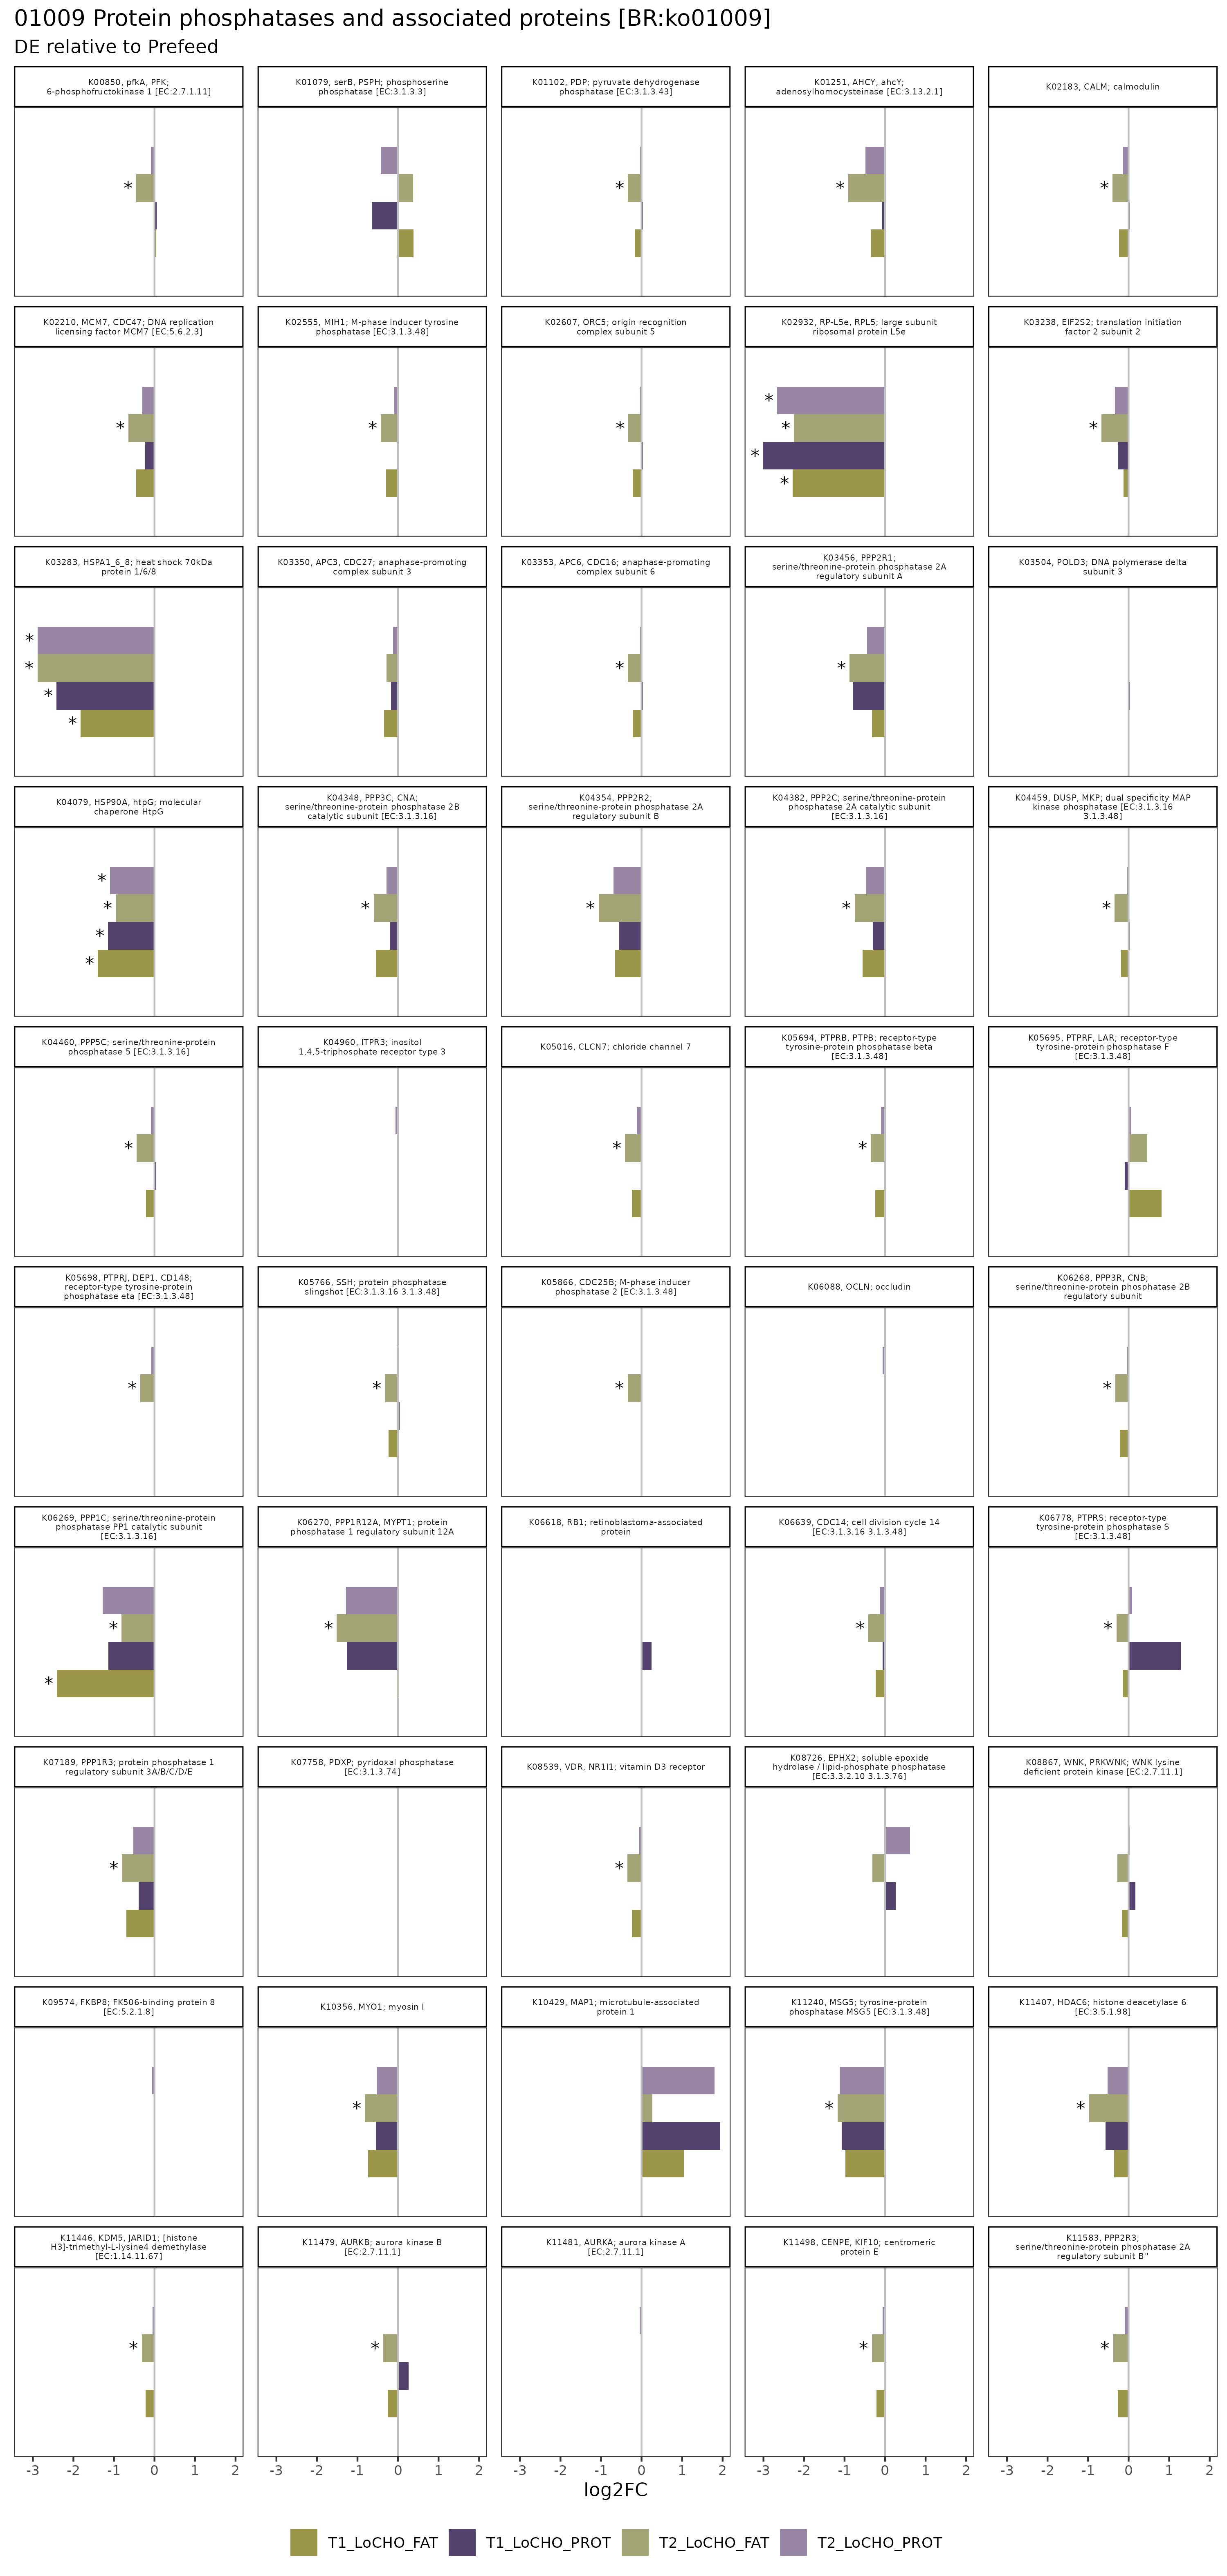 01009 Protein phosphatases and associated proteins [BR:ko01009]
DE relative to Prefeed
K00850, pfkA, PFK;
6-phosphofructokinase 1 [EC:2.7.1.11]
K01079, serB, PSPH; phosphoserine
phosphatase [EC:3.1.3.3]
K01102, PDP; pyruvate dehydrogenase
phosphatase [EC:3.1.3.43]
K01251, AHCY, ahcY;
adenosylhomocysteinase [EC:3.13.2.1]
K02183, CALM; calmodulin
*
*
*
*
K02210, MCM7, CDC47; DNA replication
licensing factor MCM7 [EC:5.6.2.3]
K02555, MIH1; M-phase inducer tyrosine
phosphatase [EC:3.1.3.48]
K02607, ORC5; origin recognition
complex subunit 5
K02932, RP-L5e, RPL5; large subunit
ribosomal protein L5e
K03238, EIF2S2; translation initiation
factor 2 subunit 2
*
*
*
*
*
*
*
*
K03283, HSPA1_6_8; heat shock 70kDa
protein 1/6/8
K03350, APC3, CDC27; anaphase-promoting
complex subunit 3
K03353, APC6, CDC16; anaphase-promoting
complex subunit 6
K03456, PPP2R1;
serine/threonine-protein phosphatase 2A
regulatory subunit A
K03504, POLD3; DNA polymerase delta
subunit 3
*
*
*
*
*
*
K04079, HSP90A, htpG; molecular
chaperone HtpG
K04348, PPP3C, CNA;
serine/threonine-protein phosphatase 2B
catalytic subunit [EC:3.1.3.16]
K04354, PPP2R2;
serine/threonine-protein phosphatase 2A
regulatory subunit B
K04382, PPP2C; serine/threonine-protein
phosphatase 2A catalytic subunit
[EC:3.1.3.16]
K04459, DUSP, MKP; dual specificity MAP
kinase phosphatase [EC:3.1.3.16
3.1.3.48]
*
*
*
*
*
*
*
*
K04460, PPP5C; serine/threonine-protein
phosphatase 5 [EC:3.1.3.16]
K04960, ITPR3; inositol
1,4,5-triphosphate receptor type 3
K05016, CLCN7; chloride channel 7
K05694, PTPRB, PTPB; receptor-type
tyrosine-protein phosphatase beta
[EC:3.1.3.48]
K05695, PTPRF, LAR; receptor-type
tyrosine-protein phosphatase F
[EC:3.1.3.48]
*
*
*
K05698, PTPRJ, DEP1, CD148;
receptor-type tyrosine-protein
phosphatase eta [EC:3.1.3.48]
K05766, SSH; protein phosphatase
slingshot [EC:3.1.3.16 3.1.3.48]
K05866, CDC25B; M-phase inducer
phosphatase 2 [EC:3.1.3.48]
K06088, OCLN; occludin
K06268, PPP3R, CNB;
serine/threonine-protein phosphatase 2B
regulatory subunit
*
*
*
*
K06269, PPP1C; serine/threonine-protein
phosphatase PP1 catalytic subunit
[EC:3.1.3.16]
K06270, PPP1R12A, MYPT1; protein
phosphatase 1 regulatory subunit 12A
K06618, RB1; retinoblastoma-associated
protein
K06639, CDC14; cell division cycle 14
[EC:3.1.3.16 3.1.3.48]
K06778, PTPRS; receptor-type
tyrosine-protein phosphatase S
[EC:3.1.3.48]
*
*
*
*
*
K07189, PPP1R3; protein phosphatase 1
regulatory subunit 3A/B/C/D/E
K07758, PDXP; pyridoxal phosphatase
[EC:3.1.3.74]
K08539, VDR, NR1I1; vitamin D3 receptor
K08726, EPHX2; soluble epoxide
hydrolase / lipid-phosphate phosphatase
[EC:3.3.2.10 3.1.3.76]
K08867, WNK, PRKWNK; WNK lysine
deficient protein kinase [EC:2.7.11.1]
*
*
K09574, FKBP8; FK506-binding protein 8
[EC:5.2.1.8]
K10356, MYO1; myosin I
K10429, MAP1; microtubule-associated
protein 1
K11240, MSG5; tyrosine-protein
phosphatase MSG5 [EC:3.1.3.48]
K11407, HDAC6; histone deacetylase 6
[EC:3.5.1.98]
*
*
*
K11446, KDM5, JARID1; [histone
H3]-trimethyl-L-lysine4 demethylase
[EC:1.14.11.67]
K11479, AURKB; aurora kinase B
[EC:2.7.11.1]
K11481, AURKA; aurora kinase A
[EC:2.7.11.1]
K11498, CENPE, KIF10; centromeric
protein E
K11583, PPP2R3;
serine/threonine-protein phosphatase 2A
regulatory subunit B''
*
*
*
*
-3 -2 -1 0 1 2 -3 -2 -1 0 1 2 -3 -2 -1 0 1 2 -3 -2 -1 0 1 2 -3 -2 -1 0 1 2
log2FC
T1_LoCHO_FAT T1_LoCHO_PROT T2_LoCHO_FAT T2_LoCHO_PROT